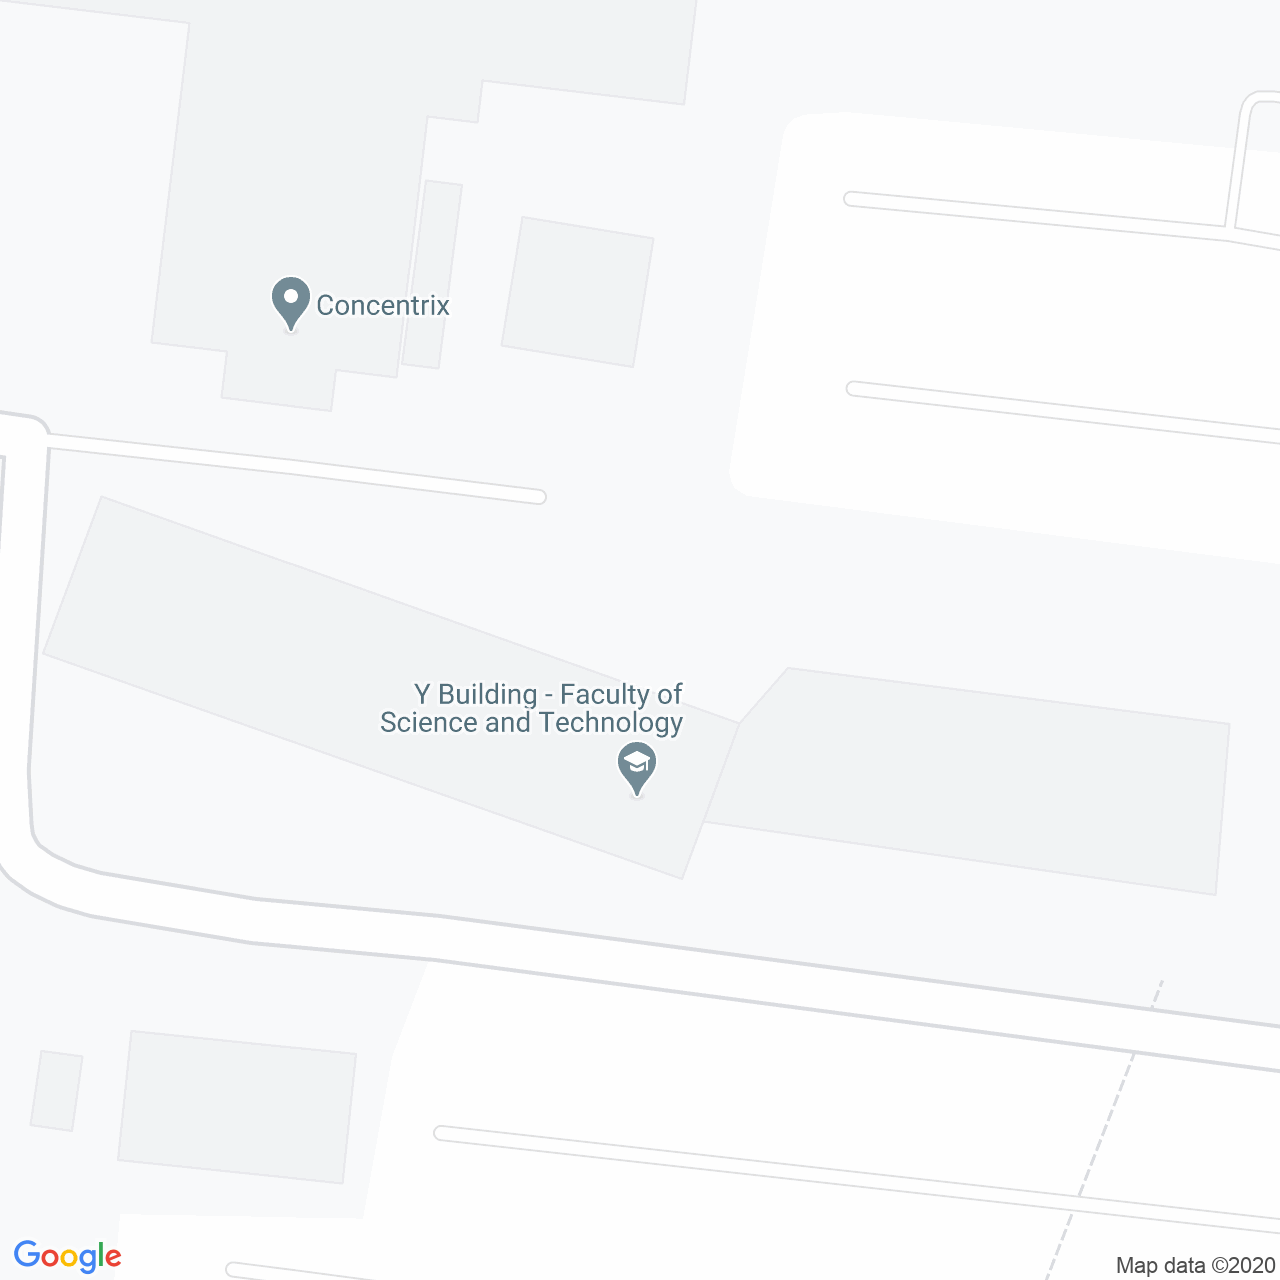 Concentrix
Y Building - Faculty of
Science and Technology
Google
Map data ©2020